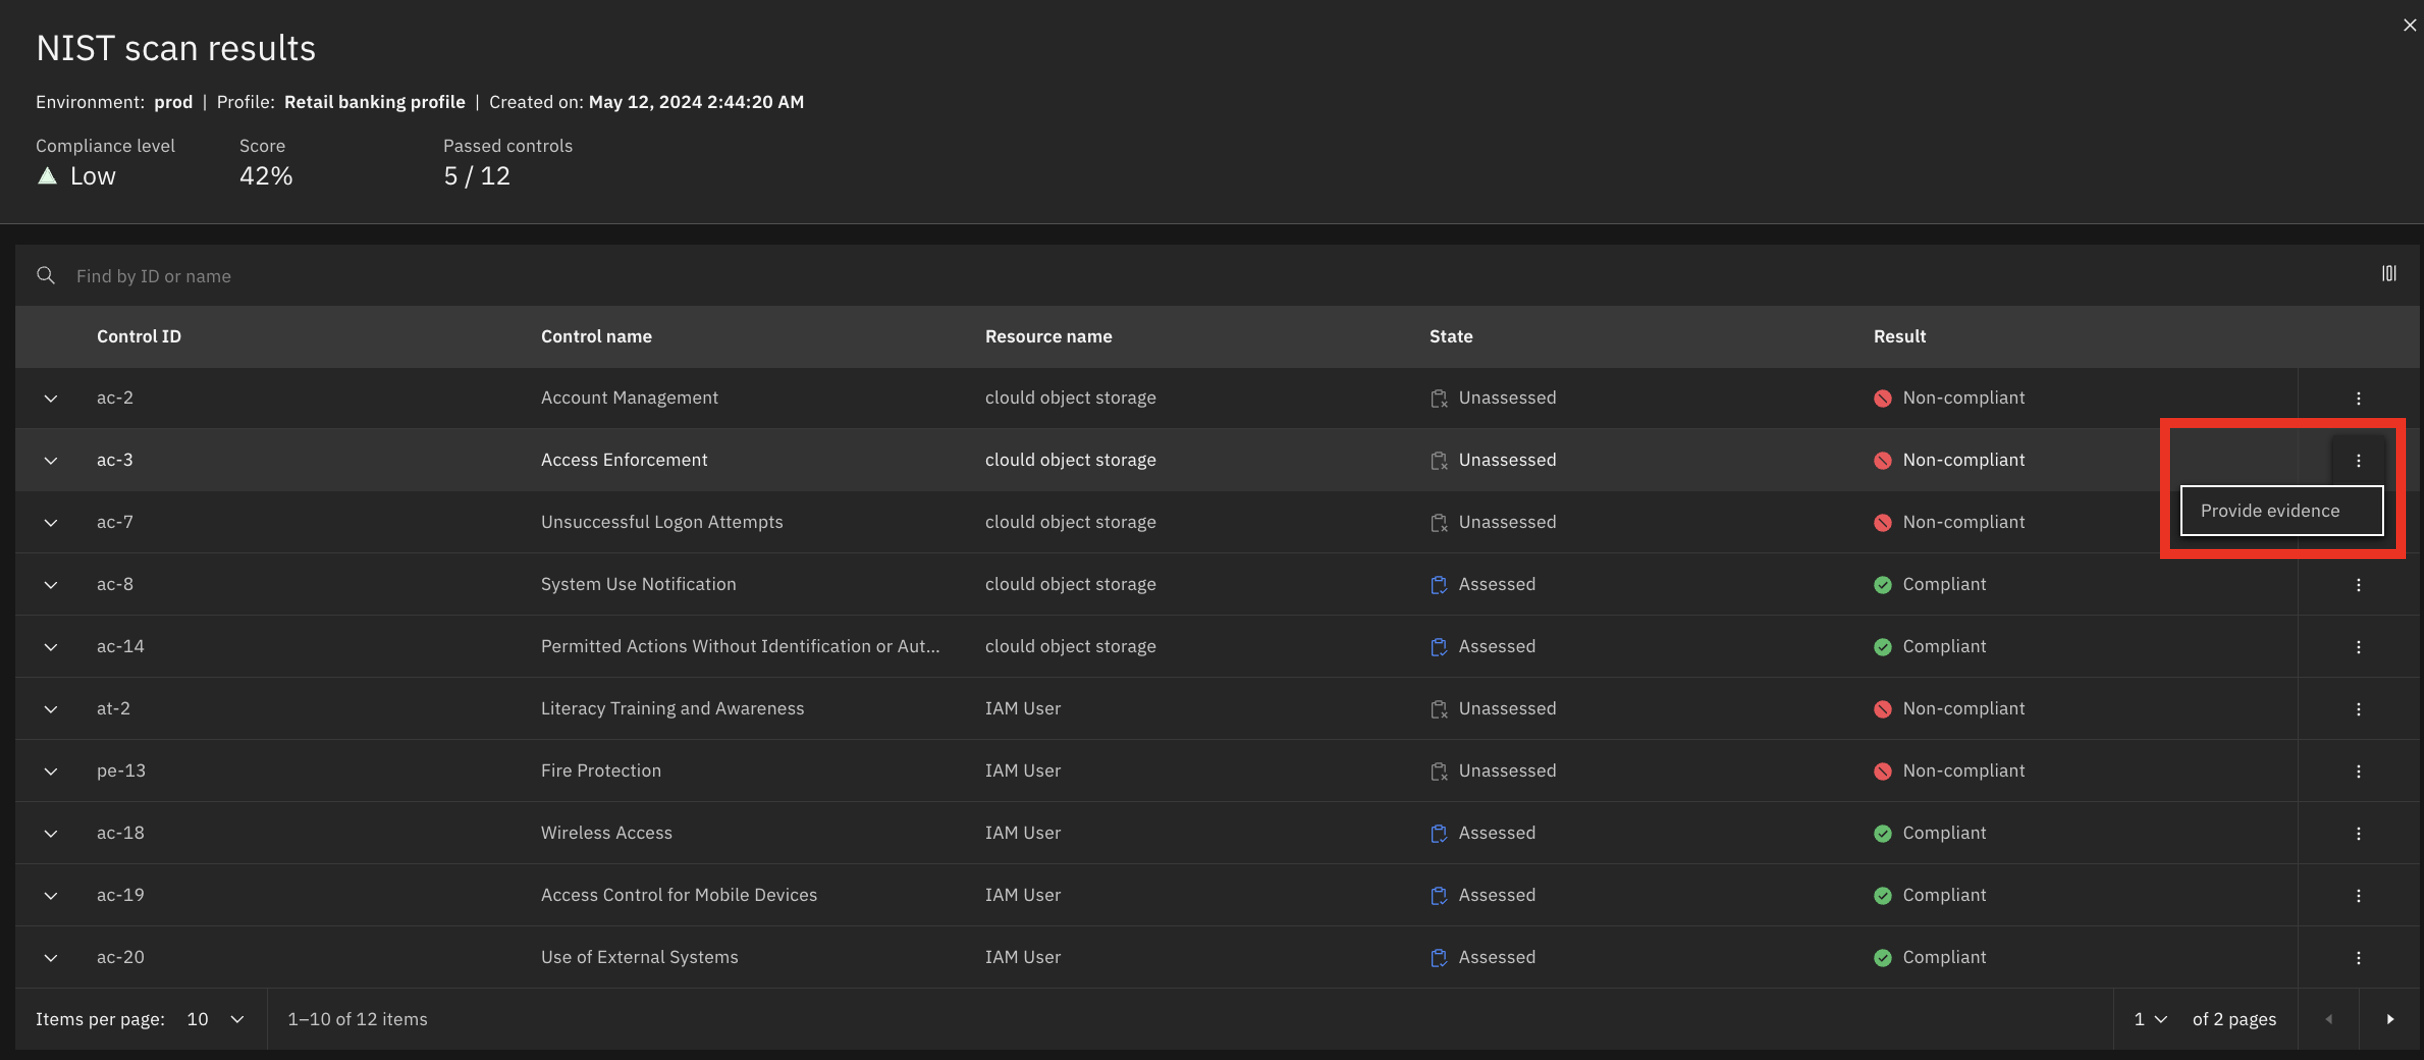 NIST scan results
Environment: prod | Profile: Retail banking profile | Created on: May 12, 2024 2:44:20 AM
Compliance level Score Passed controls
Low 42% 5 / 12
Find by ID or name
Control ID Control name Resource name State Result
ac-2 Account Management clould object storage Unassessed Non-compliant
ac-3 Access Enforcement clould object storage Unassessed Non-compliant
Provide evidence
ac-7 Unsuccessful Logon Attempts clould object storage Unassessed Non-compliant
ac-8 System Use Notification clould object storage Assessed Compliant
ac-14 Permitted Actions Without Identification or Aut... clould object storage Assessed Compliant
at-2 Literacy Training and Awareness IAM User Unassessed Non-compliant
pe-13 Fire Protection IAM User Unassessed Non-compliant
ac-18 Wireless Access IAM User Assessed Compliant
ac-19 Access Control for Mobile Devices IAM User Assessed Compliant
ac-20 Use of External Systems IAM User Assessed Compliant
Items per page: 10 1–10 of 12 items 1 of 2 pages